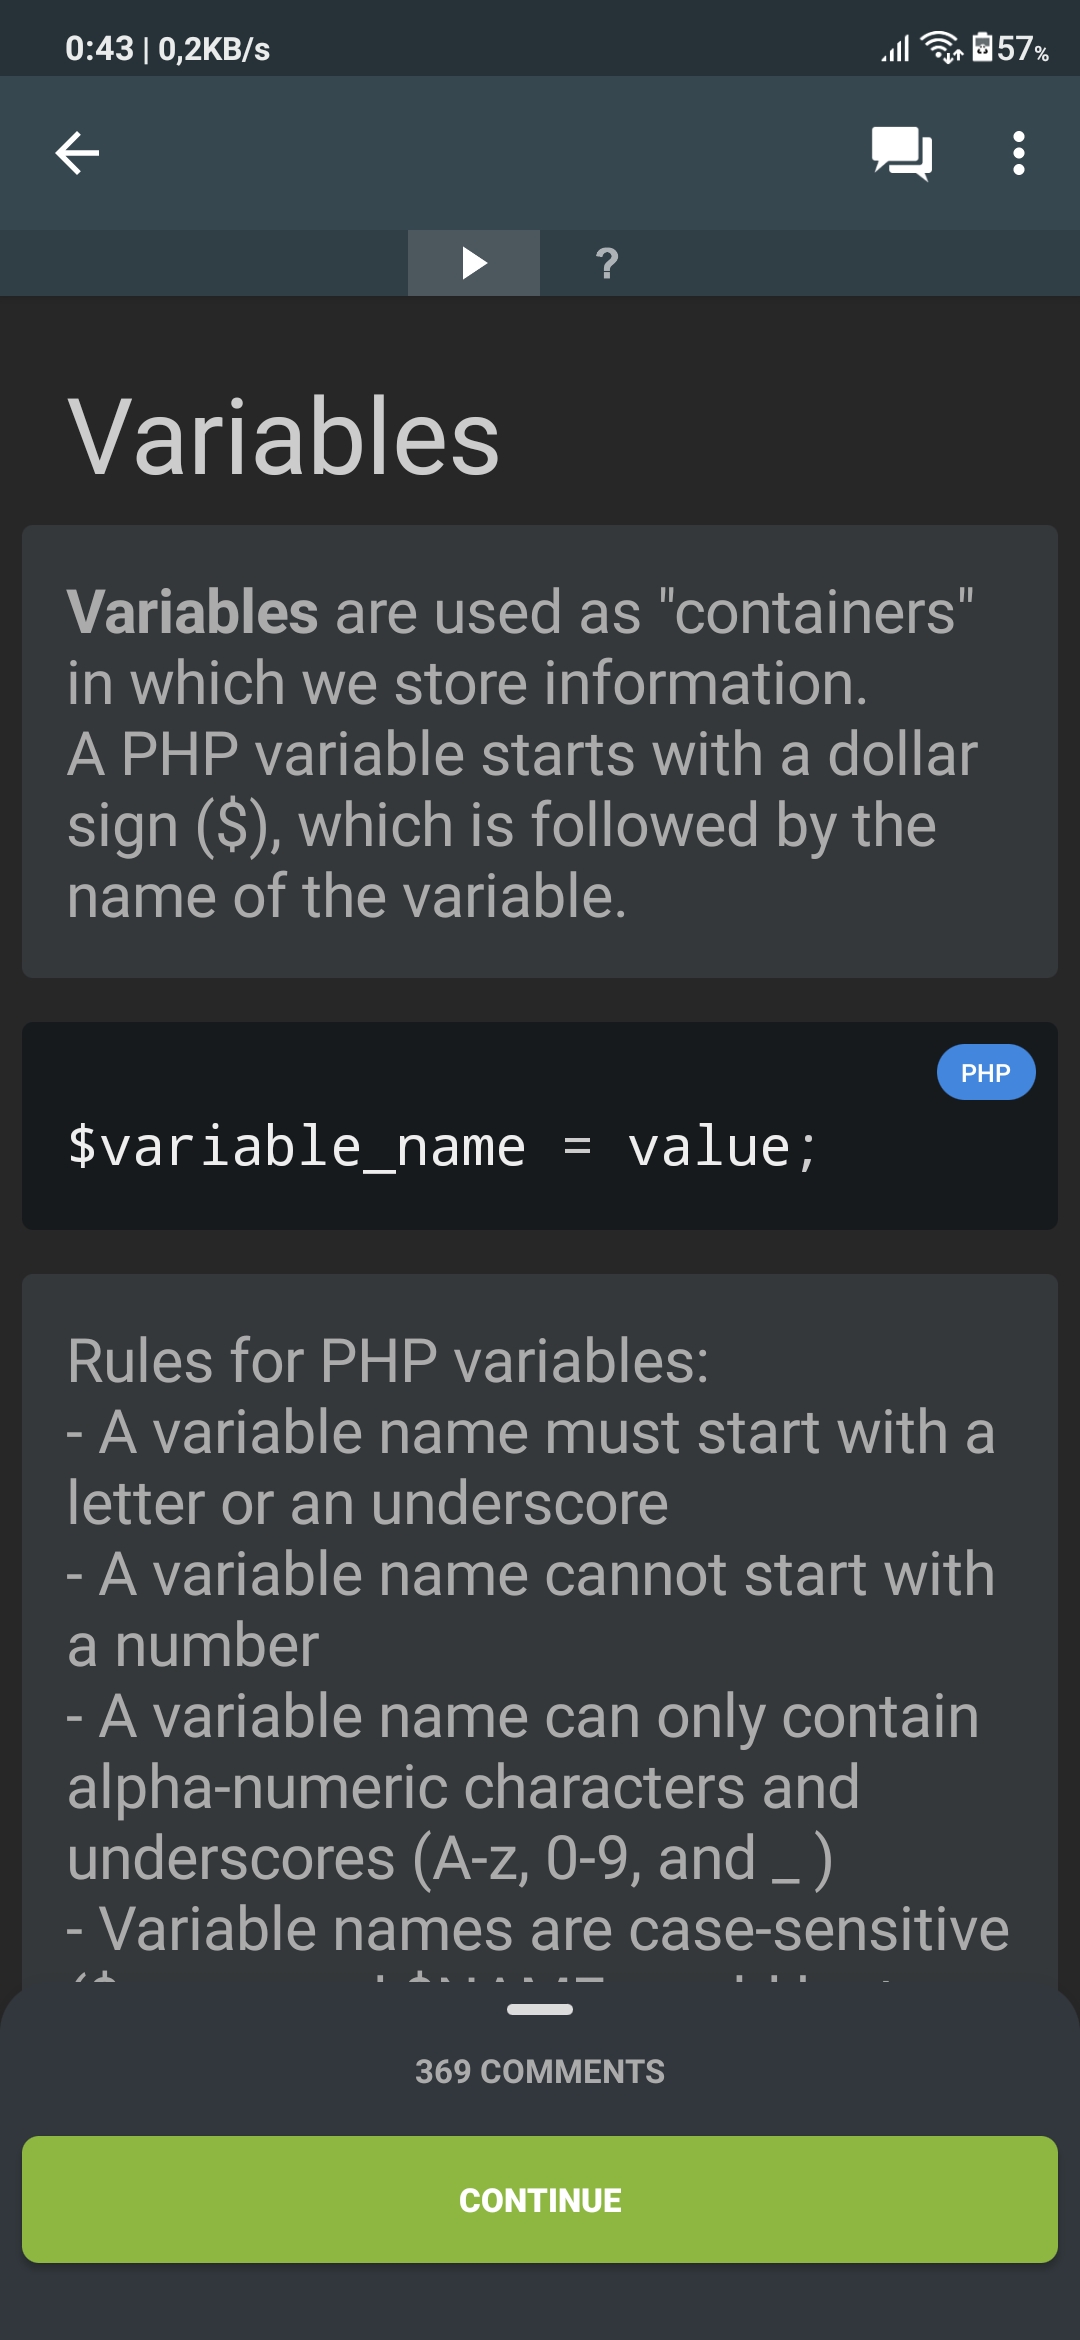 0:43 | 0,2KB/s
57%
?
Variables
Variables are used as "containers"
in which we store information.
A PHP variable starts with a dollar
sign ($), which is followed by the
name of the variable.
PHP
$variable_name = value;
Rules for PHP variables:
- A variable name must start with a
letter or an underscore
- A variable name cannot start with
a number
- A variable name can only contain
alpha-numeric characters and
underscores (A-z, 0-9, and _ )
- Variable names are case-sensitive
369 COMMENTS
CONTINUE